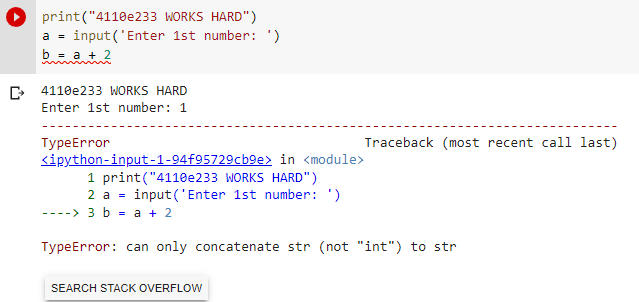 print("4110e233 WORKS HARD")
a = input('Enter 1st number: ')
b = a + 2
4110e233 WORKS HARD
Enter 1st number: 1
---------------------------------------------------------------------------
TypeError                                 Traceback (most recent call last)
<ipython-input-1-94f95729cb9e> in <module>
      1 print("4110e233 WORKS HARD")
      2 a = input('Enter 1st number: ')
----> 3 b = a + 2
TypeError: can only concatenate str (not "int") to str
SEARCH STACK OVERFLOW